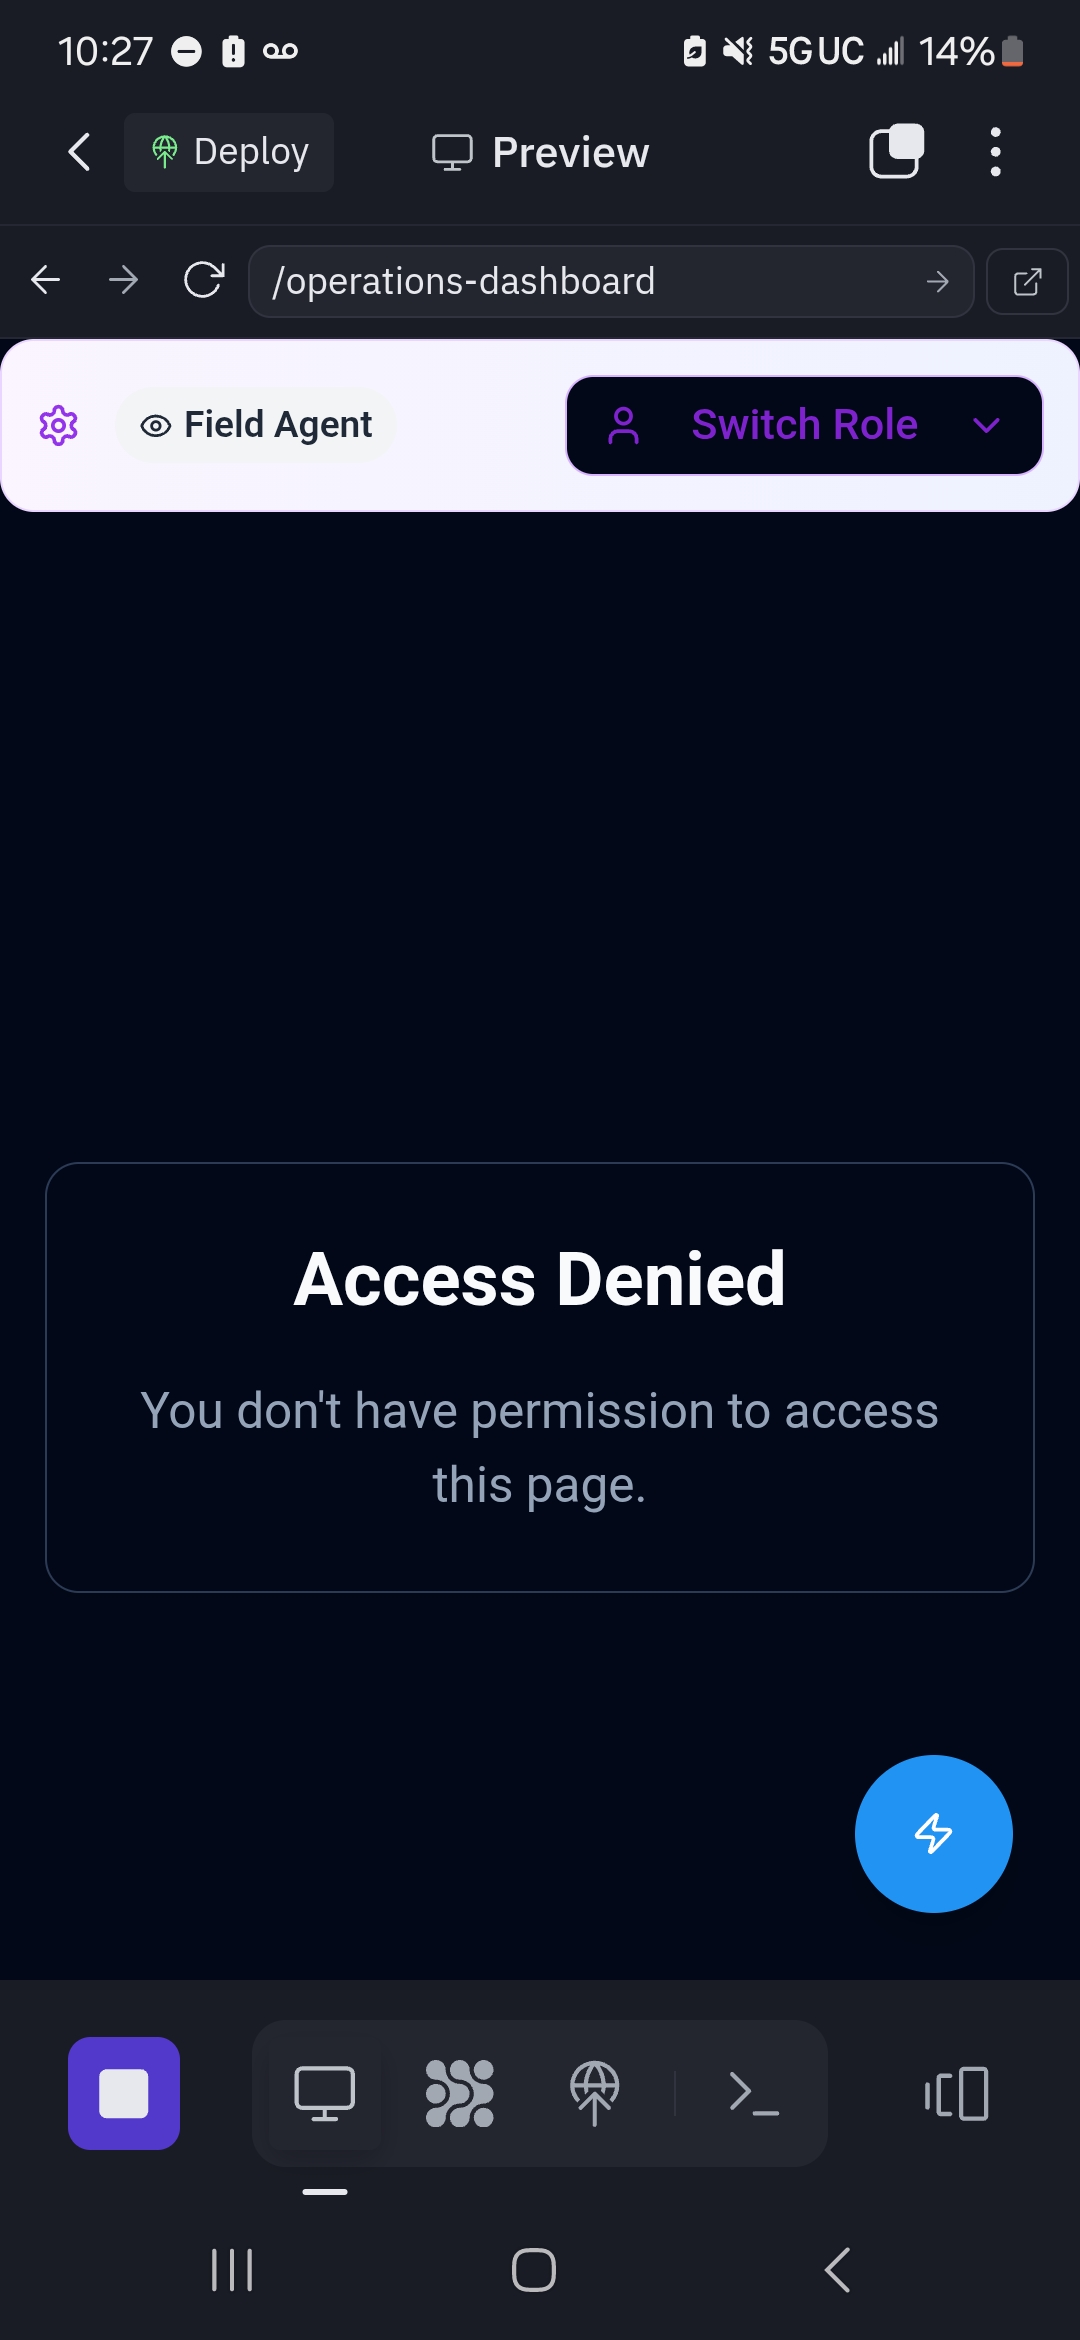 10:27 5G UC 14%
Deploy Preview
/operations-dashboard
Field Agent Switch Role
Access Denied
You don't have permission to access
this page.